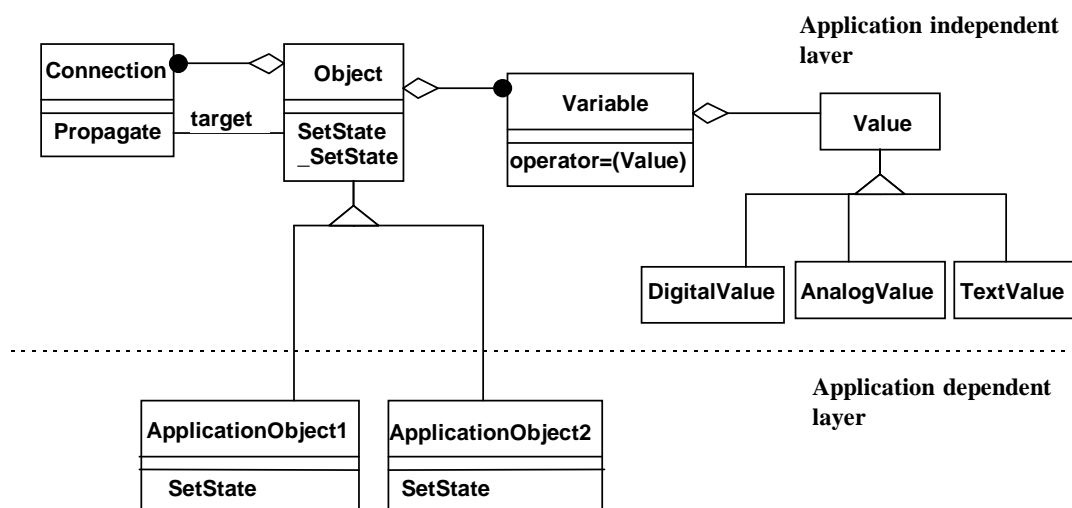 Application independent
laver
Connection
Object
Variable
Value
Propagate
target
SetState
_SetState
operator=(Value)
DigitalValue
AnalogValue
TextValue
Application dependent
layer
ApplicationObject1
ApplicationObject2
SetState
SetState